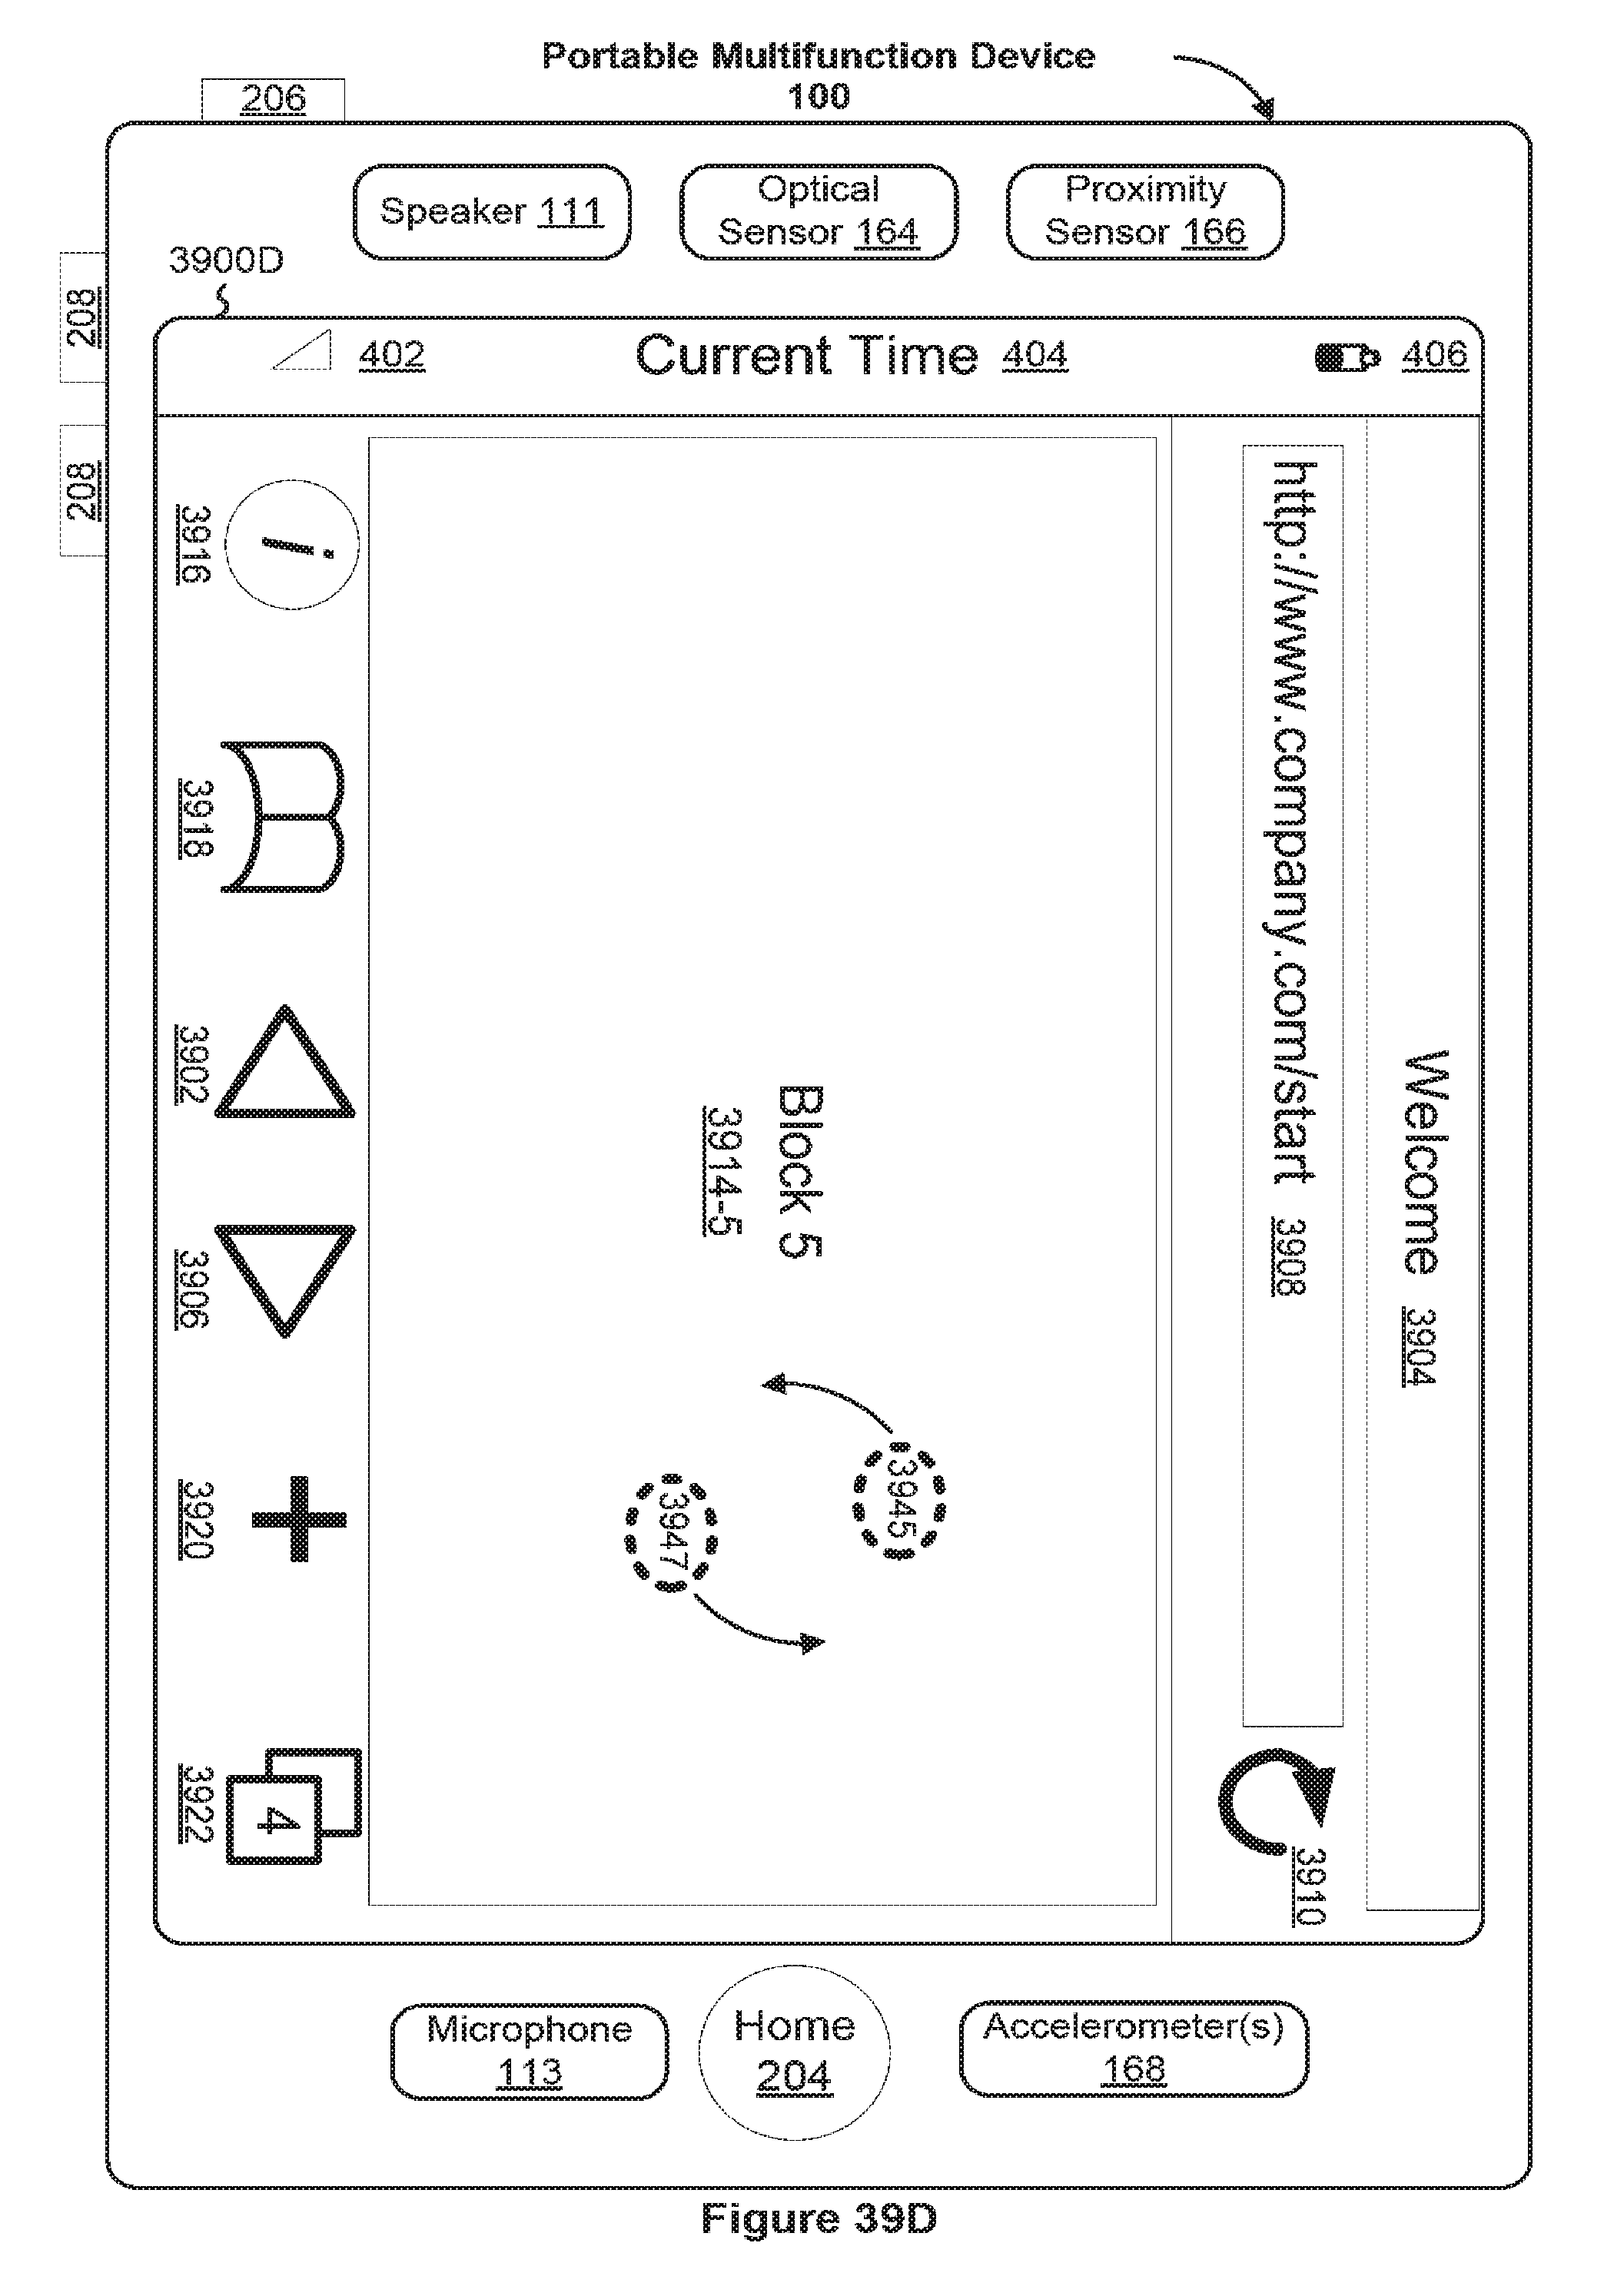 Portable Multifunction Device
100
206
Speaker 111
Optical
Sensor 164
Proximity
Sensor 166
3900D
208
208
402
Current Time 404
406
Welcome 3904
http://www.company.com/start 3908
3910
Block 5
3914-5
3945
3947
i
3916
3918
3902
3906
3920
4
3922
Microphone
113
Home
204
Accelerometer(s)
168
Figure 39D